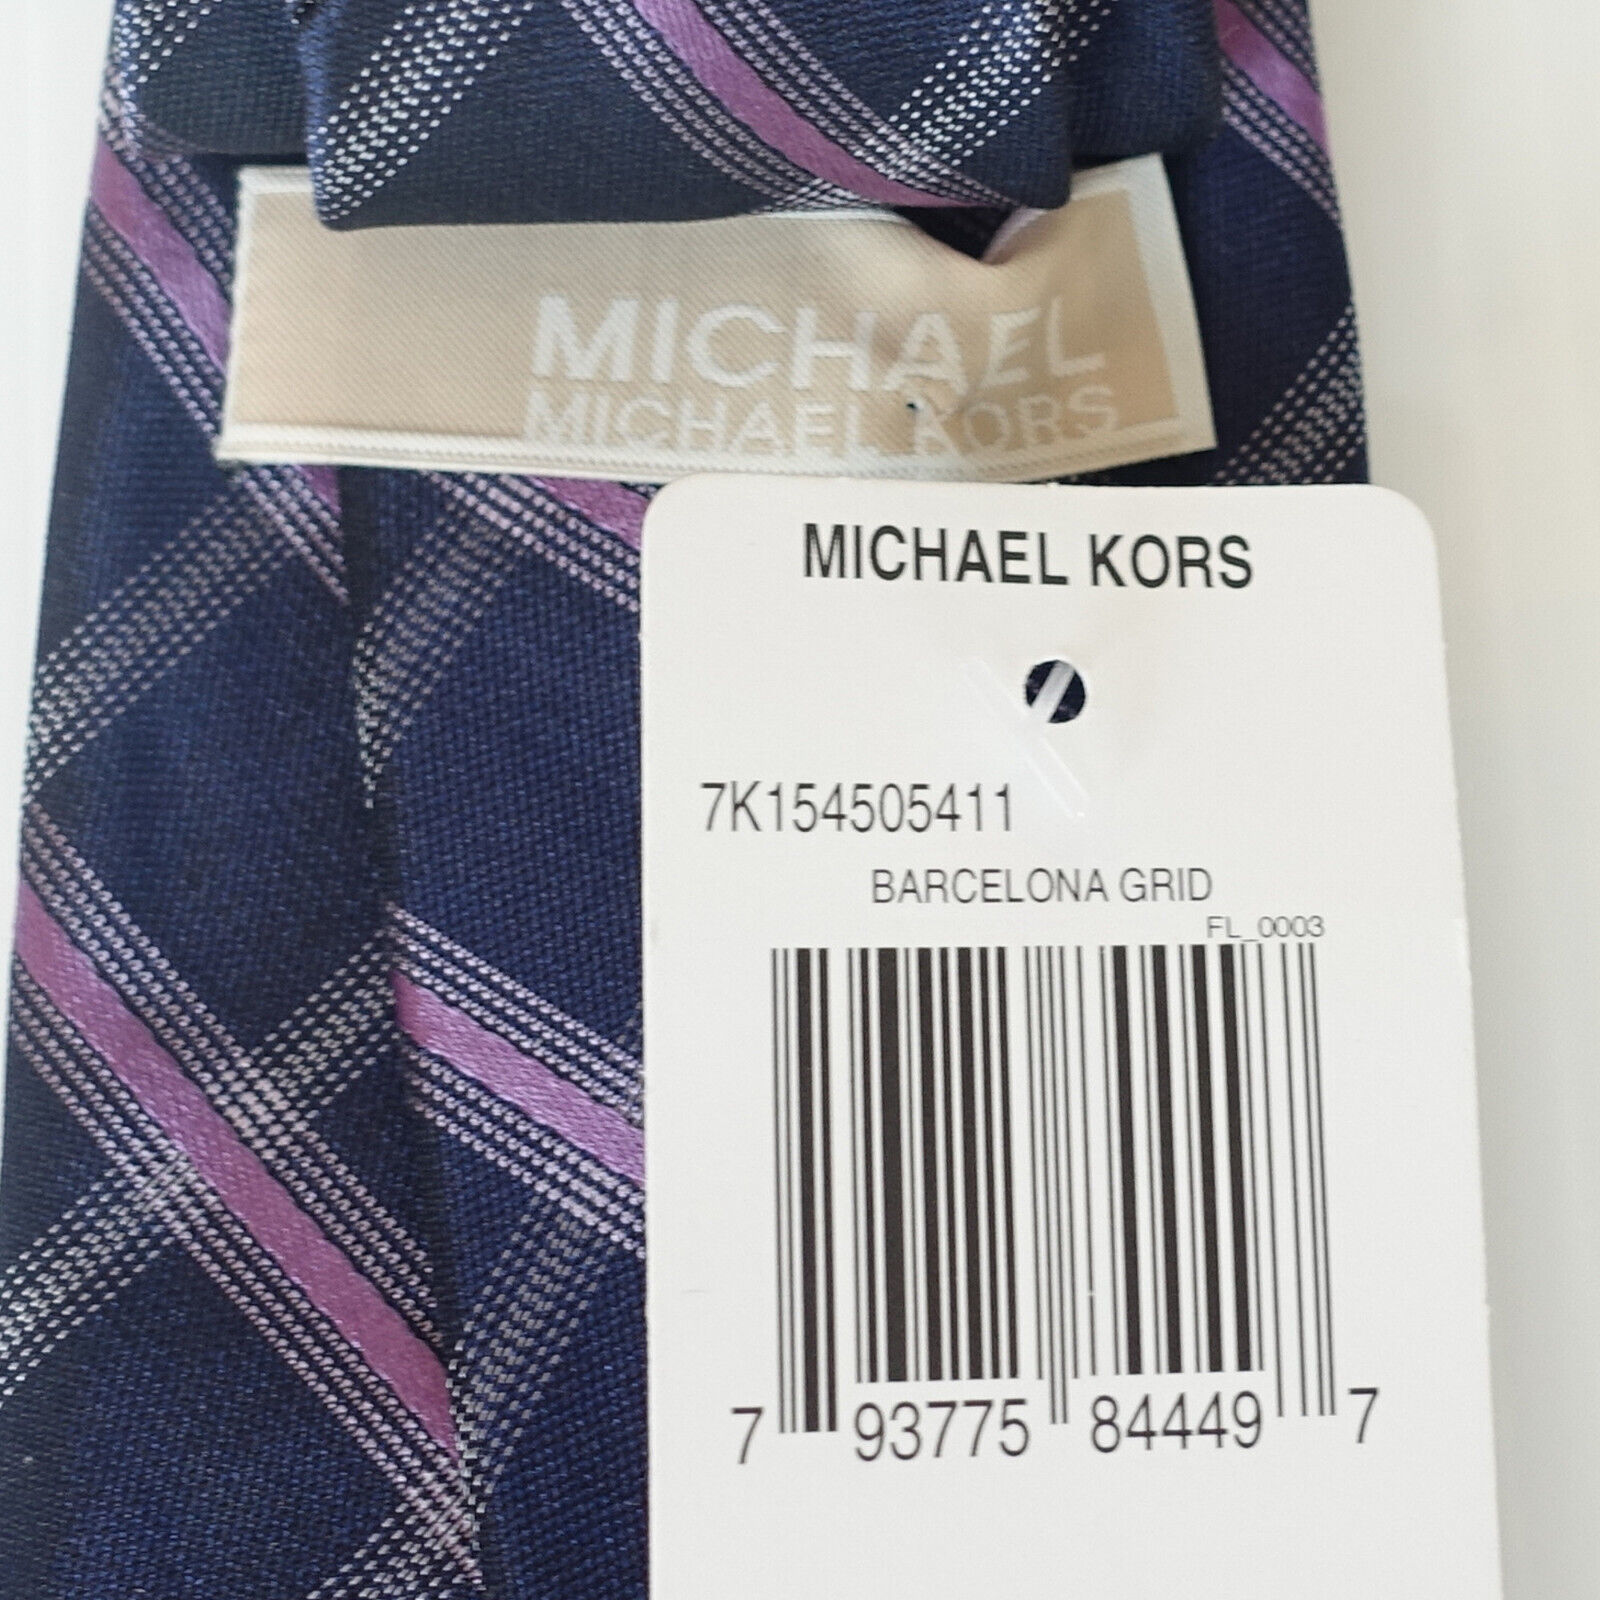 MICHAEL
MICHAEL KORS
MICHAEL KORS
7K154505411
BARCELONA GRID
FL_0003
7 93775 84449 7